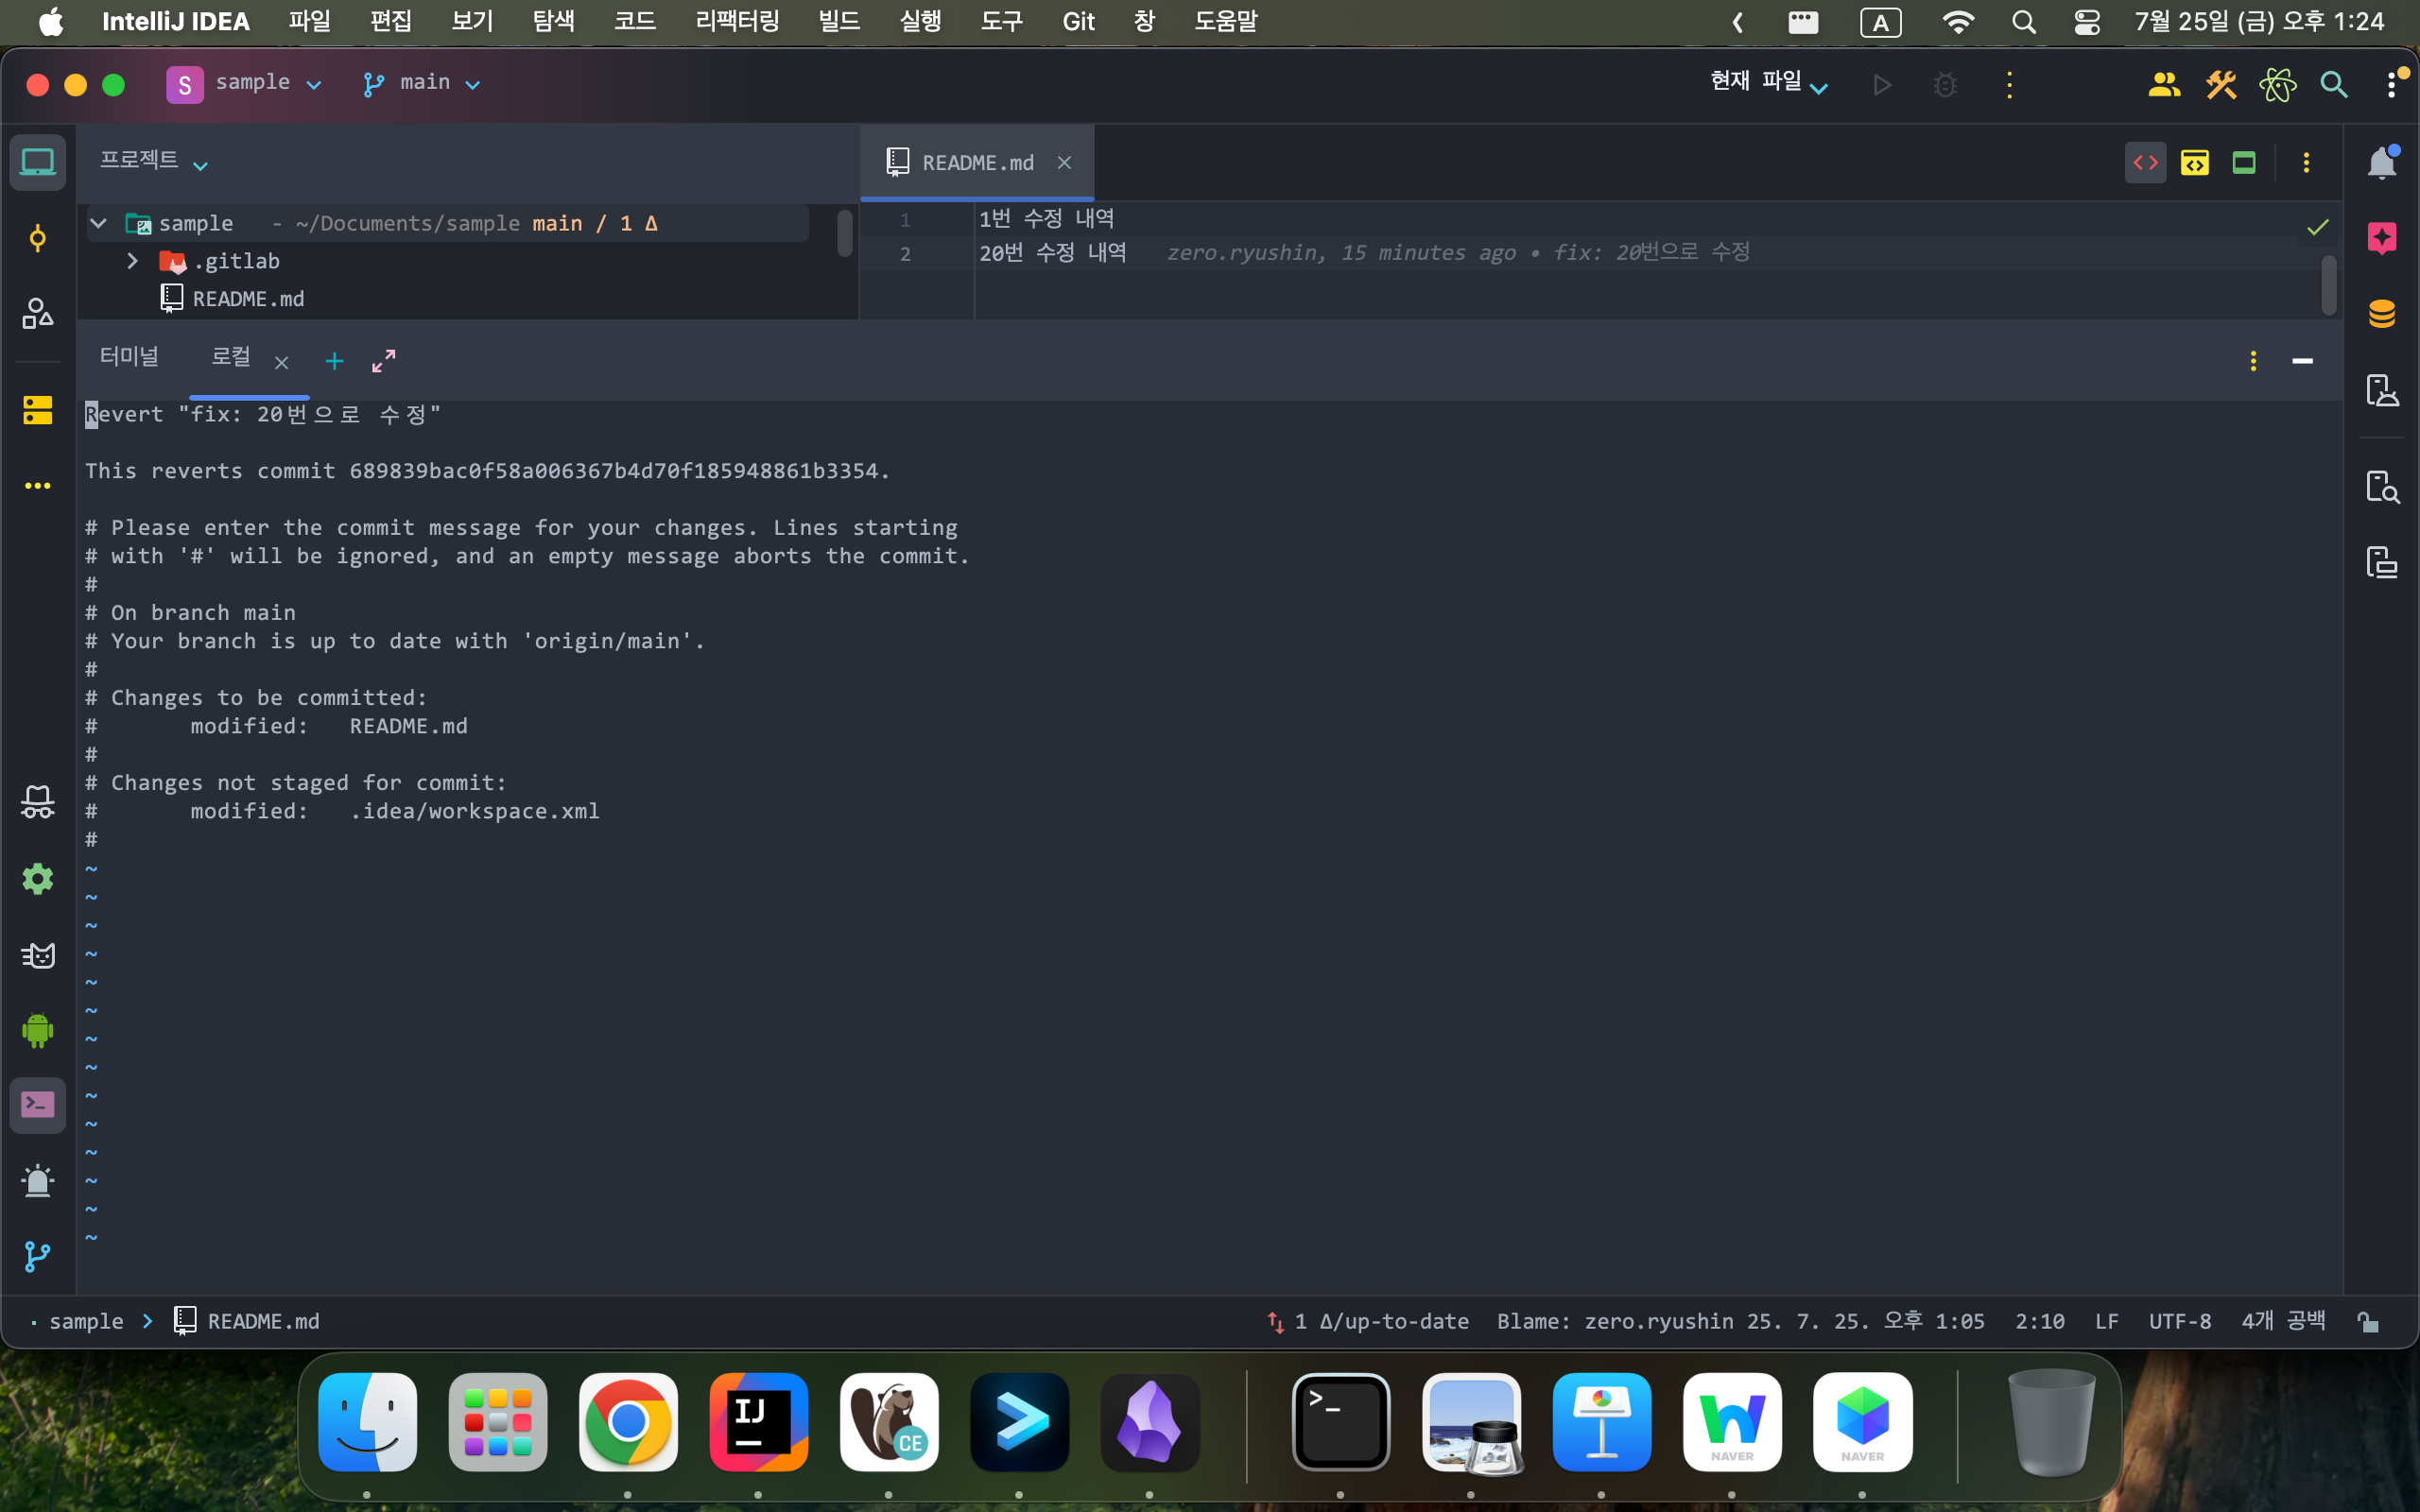 IntelliJ IDEA 파일 편집 보기 탐색 코드 리팩터링 빌드 실행 도구 Git 창 도움말 A 7월 25일 (금) 오후 1:24
S sample main 현재 파일
프로젝트 README.md
sample - ~/Documents/sample main / 1 Δ
.gitlab
README.md
1 1번 수정 내역
2 20번 수정 내역 zero.ryushin, 15 minutes ago • fix: 20번으로 수정
터미널 로컬
Revert "fix: 20번으로 수정"
This reverts commit 689839bac0f58a006367b4d70f185948861b3354.
# Please enter the commit message for your changes. Lines starting
# with '#' will be ignored, and an empty message aborts the commit.
#
# On branch main
# Your branch is up to date with 'origin/main'.
#
# Changes to be committed:
#       modified:   README.md
#
# Changes not staged for commit:
#       modified:   .idea/workspace.xml
#
~
~
~
~
~
~
~
~
~
~
~
~
~
~
sample README.md 1 Δ/up-to-date Blame: zero.ryushin 25. 7. 25. 오후 1:05 2:10 LF UTF-8 4개 공백
IJ CE >_ W NAVER NAVER